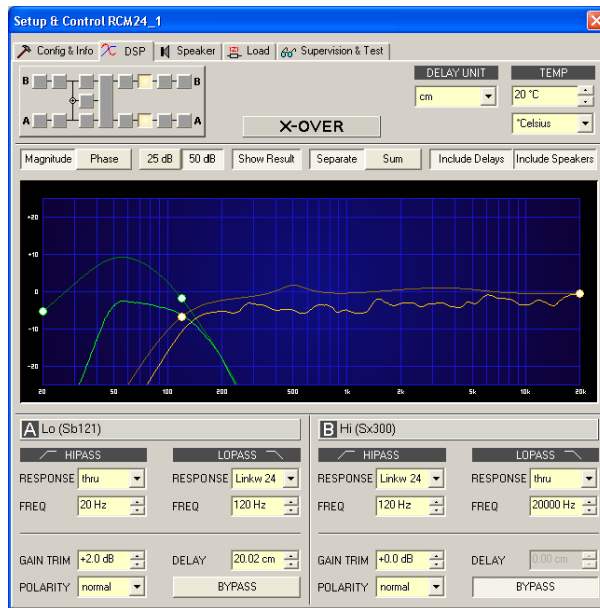 Setup & Control RCM24_1
Config & Info DSP Speaker Load Supervision & Test
B B
A A
DELAY UNIT TEMP
cm 20 °C
°Celsius
X-OVER
Magnitude Phase 25 dB 50 dB Show Result Separate Sum Include Delays Include Speakers
+20
+10
0
-10
-20
20 50 100 200 500 1k 2k 5k 10k 20k
A Lo (Sb121) B Hi (Sx300)
HIPASS LOPASS HIPASS LOPASS
RESPONSE thru RESPONSE Linkw 24 RESPONSE Linkw 24 RESPONSE thru
FREQ 20 Hz FREQ 120 Hz FREQ 120 Hz FREQ 20000 Hz
GAIN TRIM +2.0 dB DELAY 20.02 cm GAIN TRIM +0.0 dB DELAY 0.00 cm
POLARITY normal BYPASS POLARITY normal BYPASS